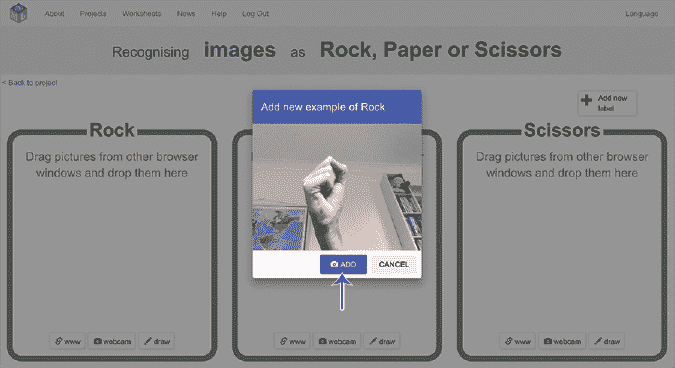 About Projects Worksheets News Help Log Out Language
Recognising images as Rock, Paper or Scissors
< Back to project
Add new
label
Rock
Drag pictures from other browser
windows and drop them here
www webcam draw
Add new example of Rock
ADD CANCEL
www webcam draw
Scissors
Drag pictures from other browser
windows and drop them here
www webcam draw